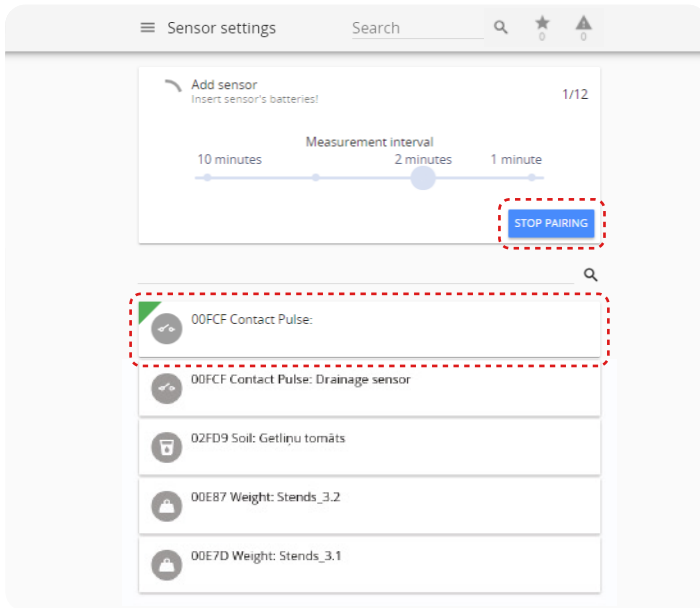 Sensor settings
Search
0
0
Add sensor
Insert sensor's batteries!
1/12
Measurement interval
10 minutes
2 minutes
1 minute
STOP PAIRING
00FCF Contact Pulse:
00FCF Contact Pulse: Drainage sensor
02FD9 Soil: Getliņu tomāts
00E87 Weight: Stends_3.2
00E7D Weight: Stends_3.1